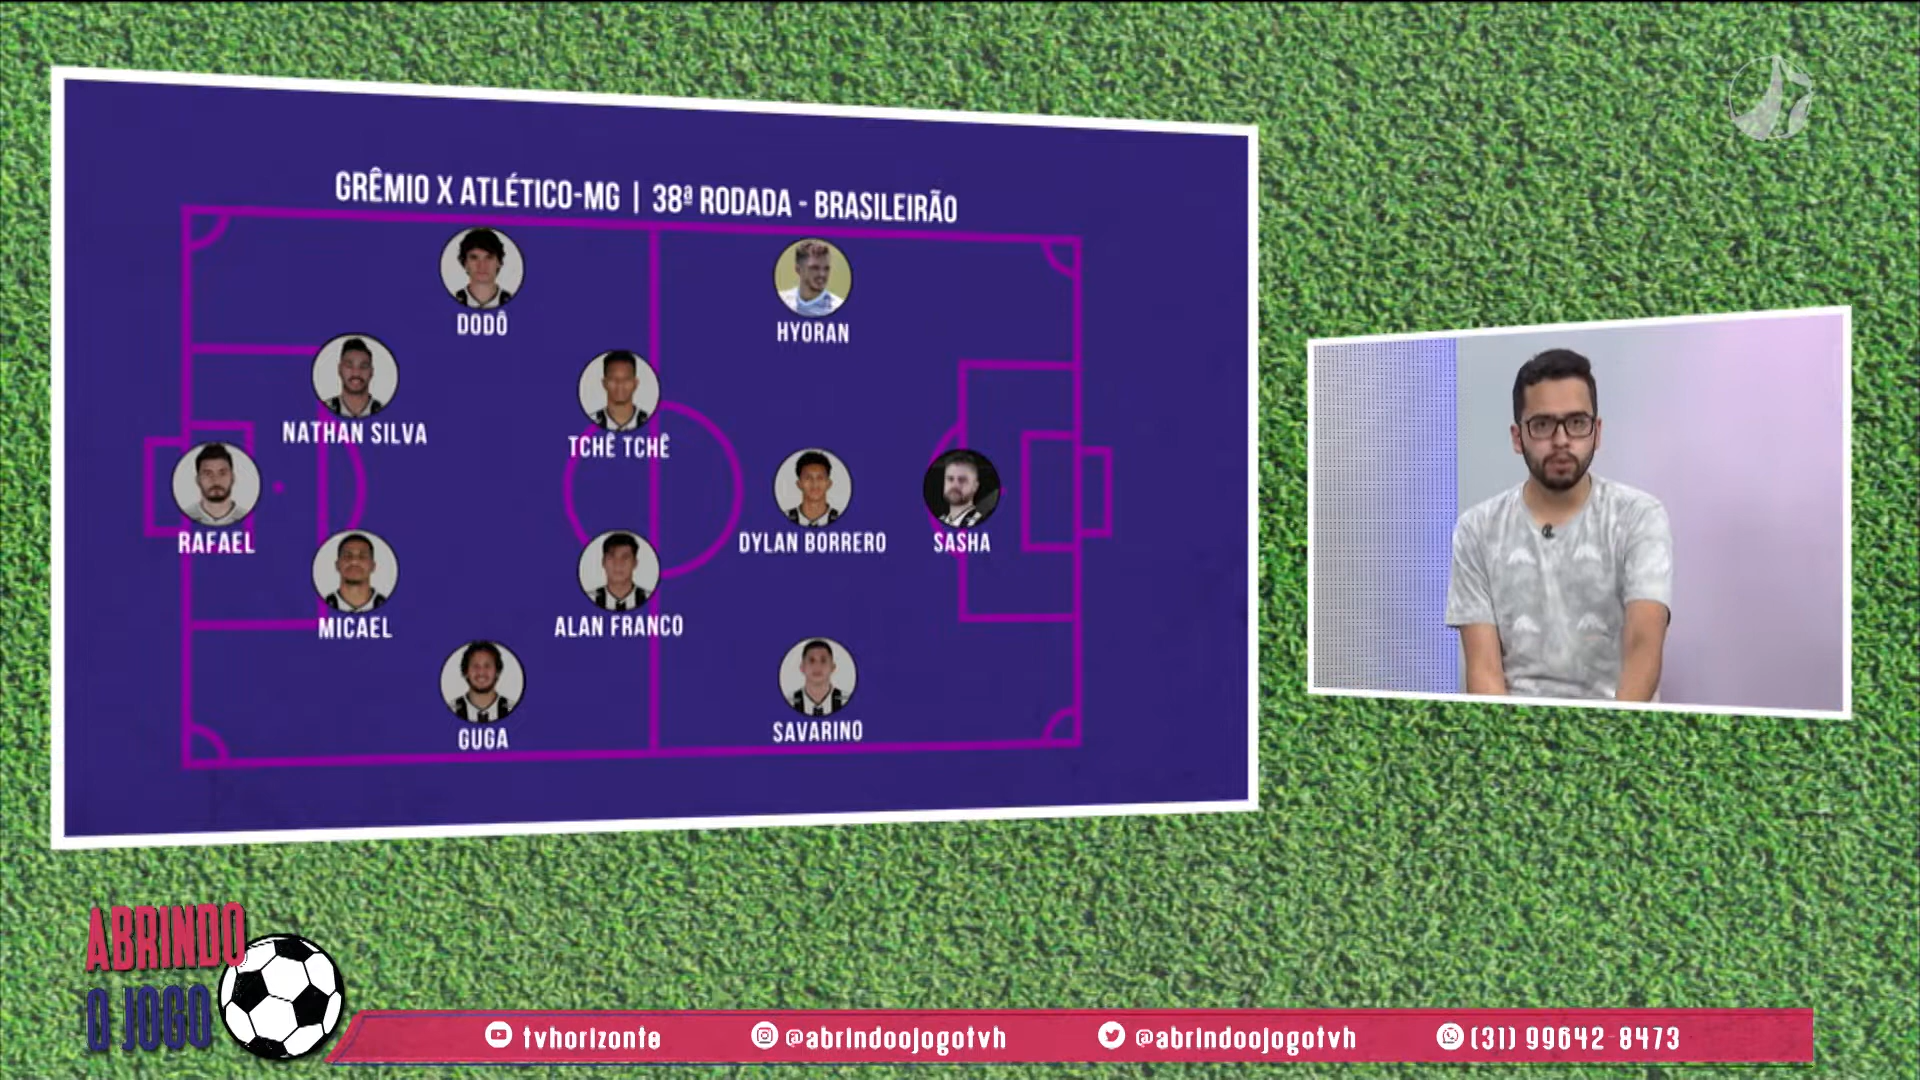 GRÊMIO X ATLÉTICO-MG | 38ª RODADA - BRASILEIRÃO
DODÔ
HYORAN
NATHAN SILVA
TCHÊ TCHÊ
RAFAEL
DYLAN BORRERO
SASHA
MICAEL
ALAN FRANCO
GUGA
SAVARINO
ABRINDO
O JOGO
tvhorizonte
@abrindoojogotvh
@abrindoojogotvh
(31) 99642-8473